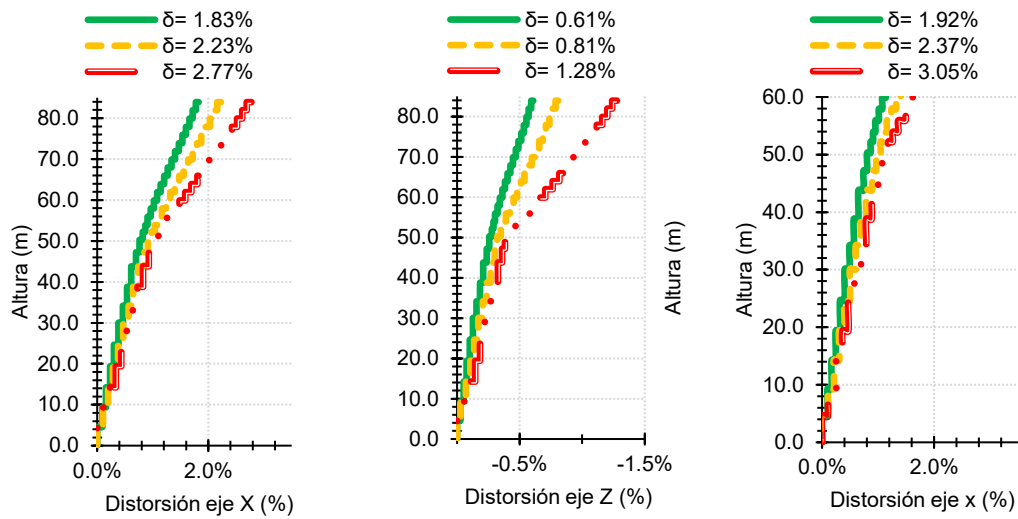 δ= 1.83%
δ= 2.23%
δ= 2.77%
Altura (m)
80.0
70.0
60.0
50.0
40.0
30.0
20.0
10.0
0.0
0.0%
2.0%
Distorsión eje X (%)
δ= 0.61%
δ= 0.81%
δ= 1.28%
80.0
70.0
60.0
50.0
40.0
30.0
20.0
10.0
0.0
-0.5%
-1.5%
Distorsión eje Z (%)
δ= 1.92%
δ= 2.37%
δ= 3.05%
Altura (m)
60.0
50.0
40.0
30.0
20.0
10.0
0.0
0.0%
2.0%
Distorsión eje x (%)